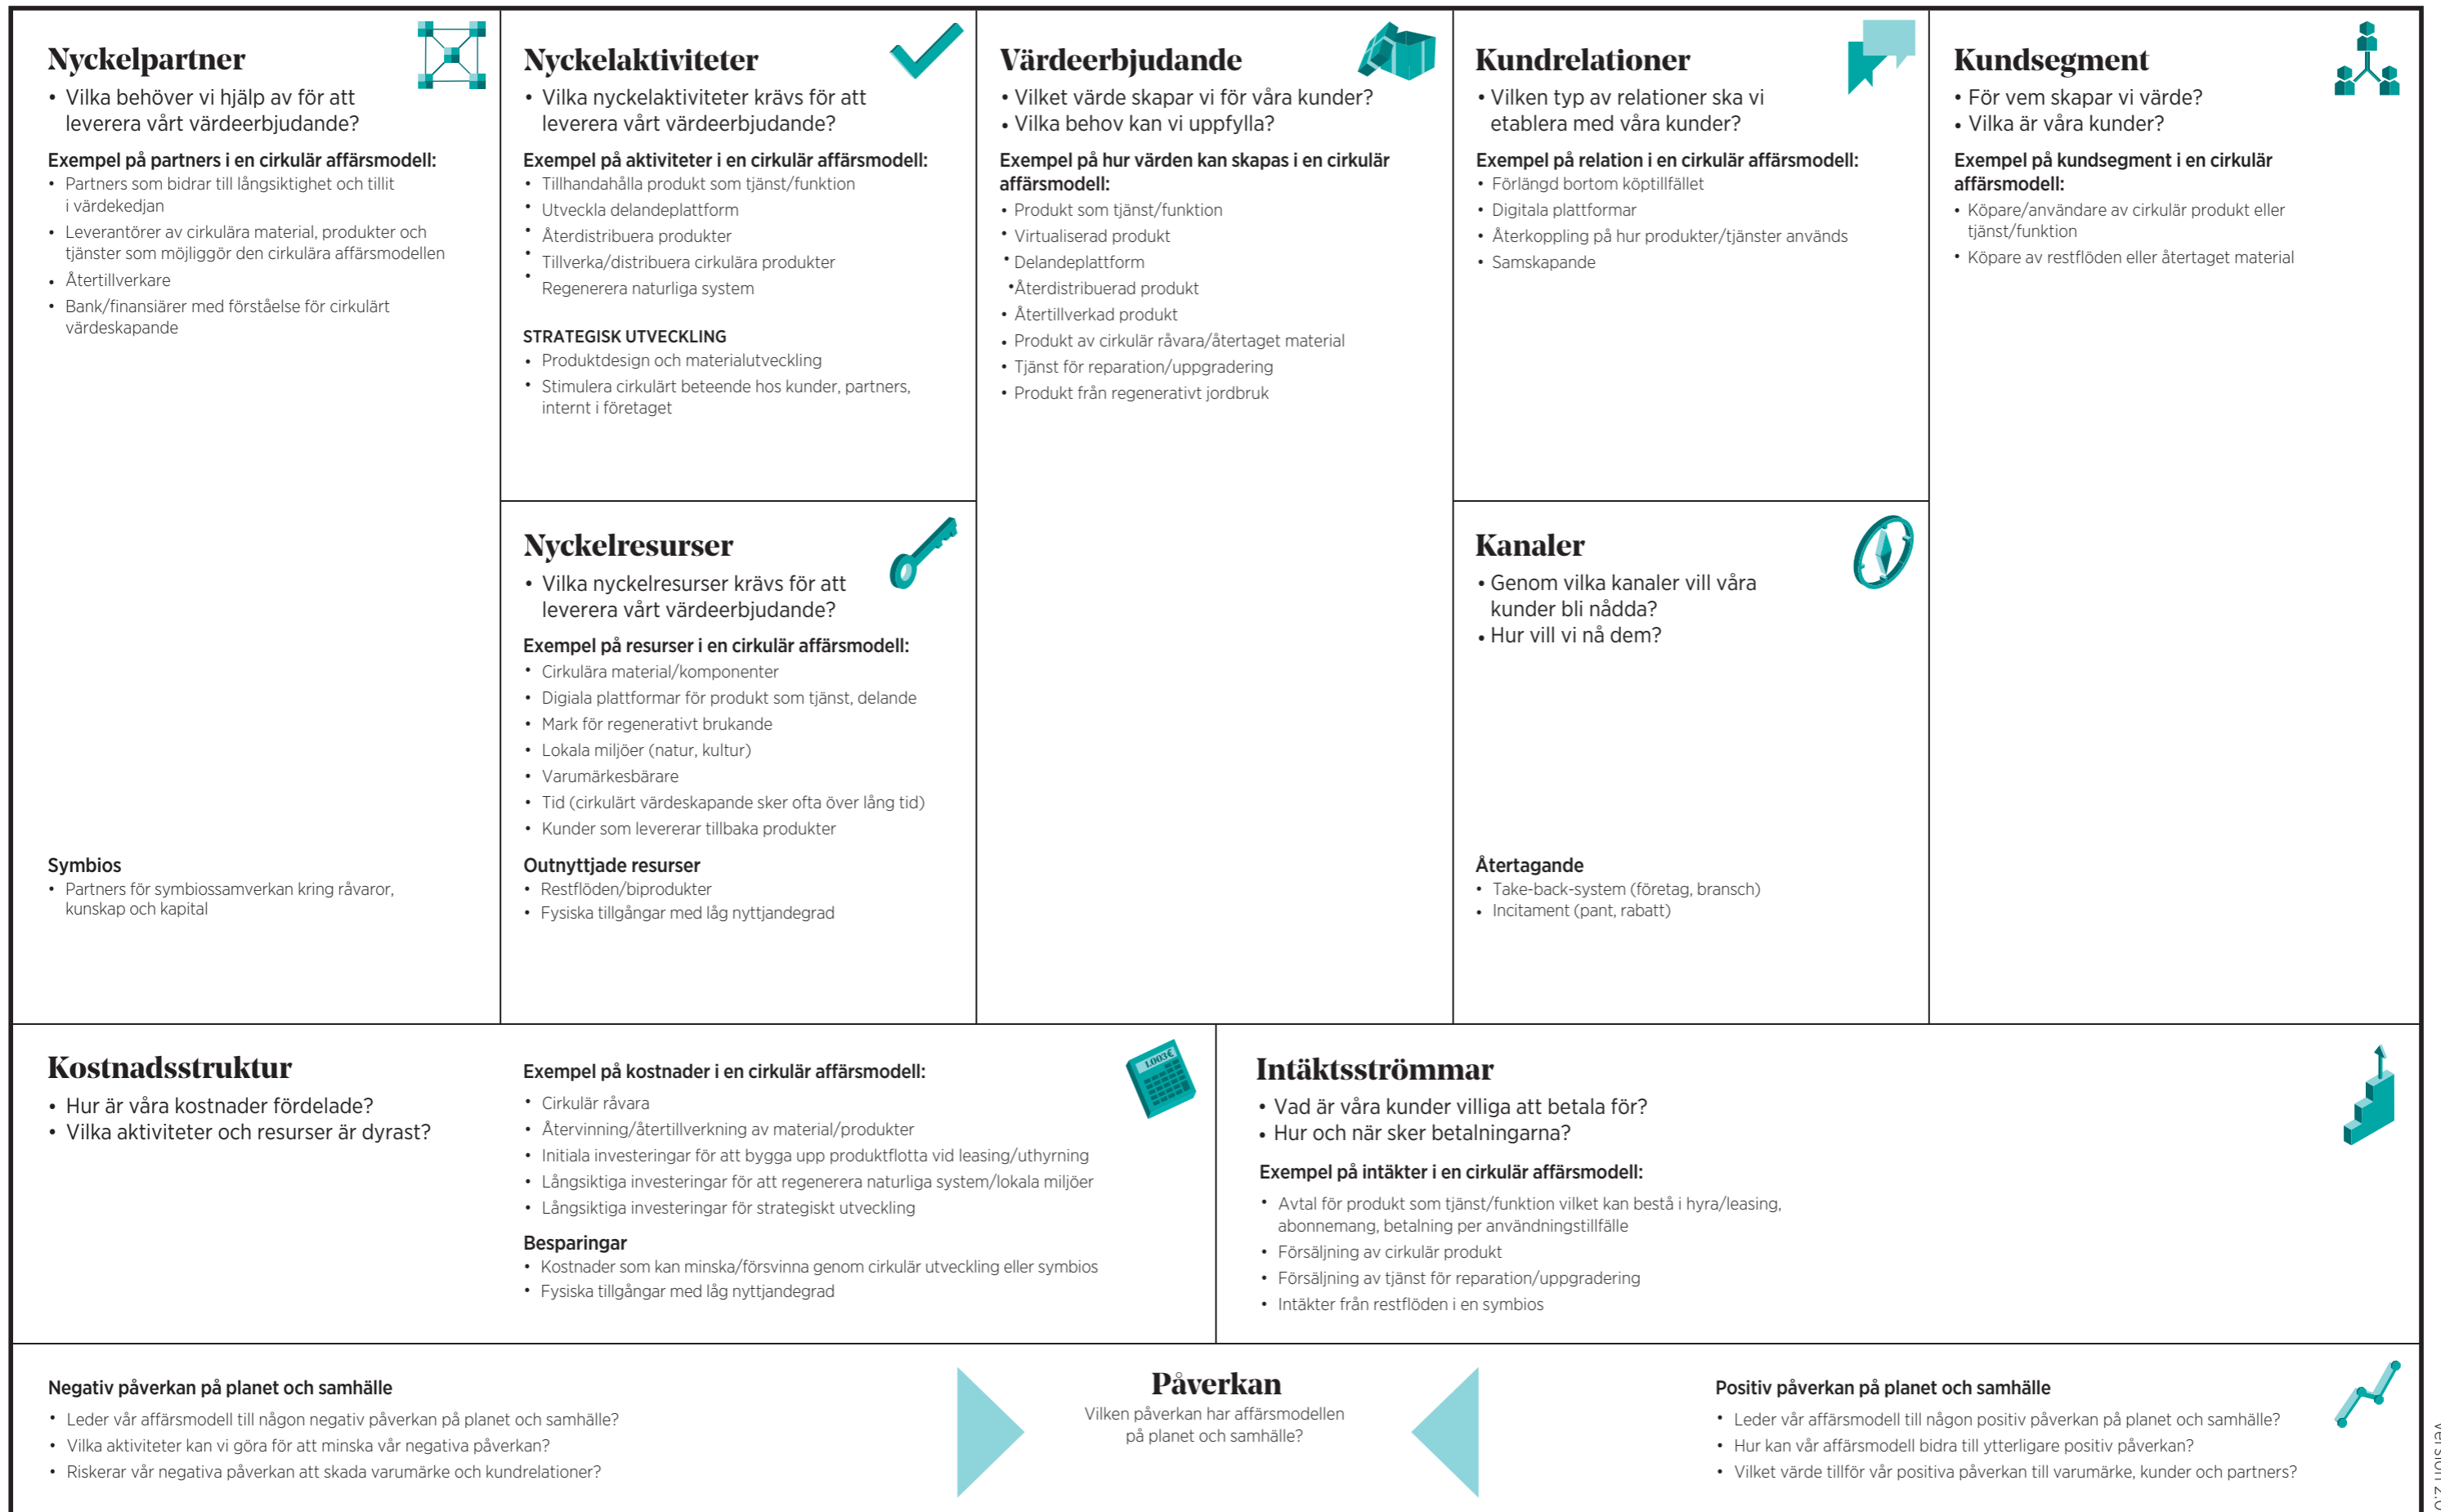 Nyckelpartner
• Vilka behöver vi hjälp av för att
leverera vårt värdeerbjudande?
Exempel på partners i en cirkulär affärsmodell:
• Partners som bidrar till långsiktighet och tillit
i värdekedjan
• Leverantörer av cirkulära material, produkter och
tjänster som möjliggör den cirkulära affärsmodellen
• Återtillverkare
• Bank/finansiärer med förståelse för cirkulärt
värdeskapande
Symbios
• Partners för symbiossamverkan kring råvaror,
kunskap och kapital
Nyckelaktiviteter
• Vilka nyckelaktiviteter krävs för att
leverera vårt värdeerbjudande?
Exempel på aktiviteter i en cirkulär affärsmodell:
• Tillhandahålla produkt som tjänst/funktion
• Utveckla delandeplattform
• Återdistribuera produkter
• Tillverka/distribuera cirkulära produkter
• Regenerera naturliga system
STRATEGISK UTVECKLING
• Produktdesign och materialutveckling
• Stimulera cirkulärt beteende hos kunder, partners,
internt i företaget
Nyckelresurser
• Vilka nyckelresurser krävs för att
leverera vårt värdeerbjudande?
Exempel på resurser i en cirkulär affärsmodell:
• Cirkulära material/komponenter
• Digiala plattformar för produkt som tjänst, delande
• Mark för regenerativt brukande
• Lokala miljöer (natur, kultur)
• Varumärkesbärare
• Tid (cirkulärt värdeskapande sker ofta över lång tid)
• Kunder som levererar tillbaka produkter
Outnyttjade resurser
• Restflöden/biprodukter
• Fysiska tillgångar med låg nyttjandegrad
Värdeerbjudande
• Vilket värde skapar vi för våra kunder?
• Vilka behov kan vi uppfylla?
Exempel på hur värden kan skapas i en cirkulär
affärsmodell:
• Produkt som tjänst/funktion
• Virtualiserad produkt
• Delandeplattform
• Återdistribuerad produkt
• Återtillverkad produkt
• Produkt av cirkulär råvara/återtaget material
• Tjänst för reparation/uppgradering
• Produkt från regenerativt jordbruk
Kundrelationer
• Vilken typ av relationer ska vi
etablera med våra kunder?
Exempel på relation i en cirkulär affärsmodell:
• Förlängd bortom köptillfället
• Digitala plattformar
• Återkoppling på hur produkter/tjänster används
• Samskapande
Kanaler
• Genom vilka kanaler vill våra
kunder bli nådda?
• Hur vill vi nå dem?
Återtagande
• Take-back-system (företag, bransch)
• Incitament (pant, rabatt)
Kundsegment
• För vem skapar vi värde?
• Vilka är våra kunder?
Exempel på kundsegment i en cirkulär
affärsmodell:
• Köpare/användare av cirkulär produkt eller
tjänst/funktion
• Köpare av restflöden eller återtaget material
Kostnadsstruktur
• Hur är våra kostnader fördelade?
• Vilka aktiviteter och resurser är dyrast?
Exempel på kostnader i en cirkulär affärsmodell:
• Cirkulär råvara
• Återvinning/återtillverkning av material/produkter
• Initiala investeringar för att bygga upp produktflotta vid leasing/uthyrning
• Långsiktiga investeringar för att regenerera naturliga system/lokala miljöer
• Långsiktiga investeringar för strategiskt utveckling
Besparingar
• Kostnader som kan minska/försvinna genom cirkulär utveckling eller symbios
• Fysiska tillgångar med låg nyttjandegrad
1.003€
Intäktsströmmar
• Vad är våra kunder villiga att betala för?
• Hur och när sker betalningarna?
Exempel på intäkter i en cirkulär affärsmodell:
• Avtal för produkt som tjänst/funktion vilket kan bestå i hyra/leasing,
abonnemang, betalning per användningstillfälle
• Försäljning av cirkulär produkt
• Försäljning av tjänst för reparation/uppgradering
• Intäkter från restflöden i en symbios
Negativ påverkan på planet och samhälle
• Leder vår affärsmodell till någon negativ påverkan på planet och samhälle?
• Vilka aktiviteter kan vi göra för att minska vår negativa påverkan?
• Riskerar vår negativa påverkan att skada varumärke och kundrelationer?
Påverkan
Vilken påverkan har affärsmodellen
på planet och samhälle?
Positiv påverkan på planet och samhälle
• Leder vår affärsmodell till någon positiv påverkan på planet och samhälle?
• Hur kan vår affärsmodell bidra till ytterligare positiv påverkan?
• Vilket värde tillför vår positiva påverkan till varumärke, kunder och partners?